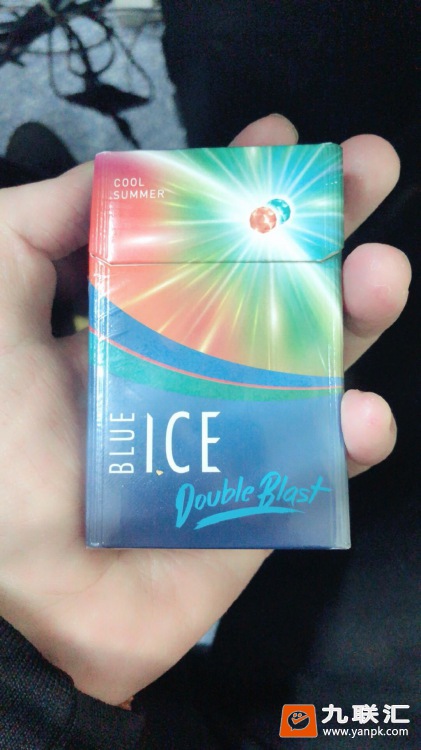 COOL
SUMMER
BLUE
ICE
Double Blast
九联汇
www.yanpk.com